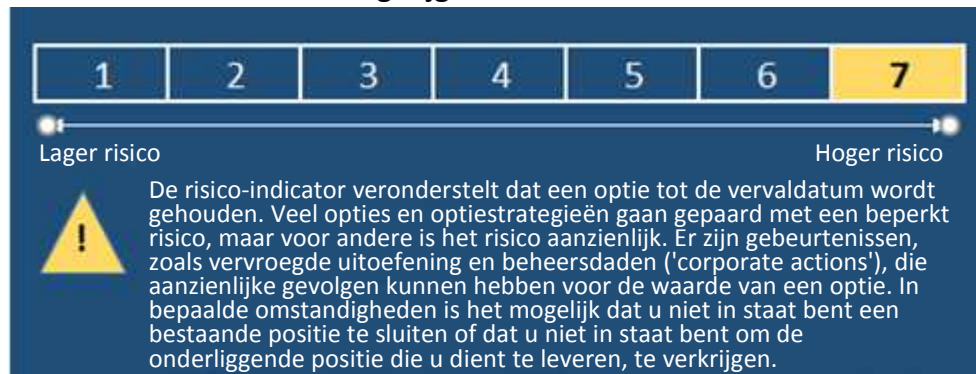 1 2 3 4 5 6 7
Lager risico Hoger risico
De risico-indicator veronderstelt dat een optie tot de vervaldatum wordt
gehouden. Veel opties en optiestrategieën gaan gepaard met een beperkt
! risico, maar voor andere is het risico aanzienlijk. Er zijn gebeurtenissen,
zoals vervroegde uitoefening en beheersdaden ('corporate actions'), die
aanzienlijke gevolgen kunnen hebben voor de waarde van een optie. In
bepaalde omstandigheden is het mogelijk dat u niet in staat bent een
bestaande positie te sluiten of dat u niet in staat bent om de
onderliggende positie die u dient te leveren, te verkrijgen.